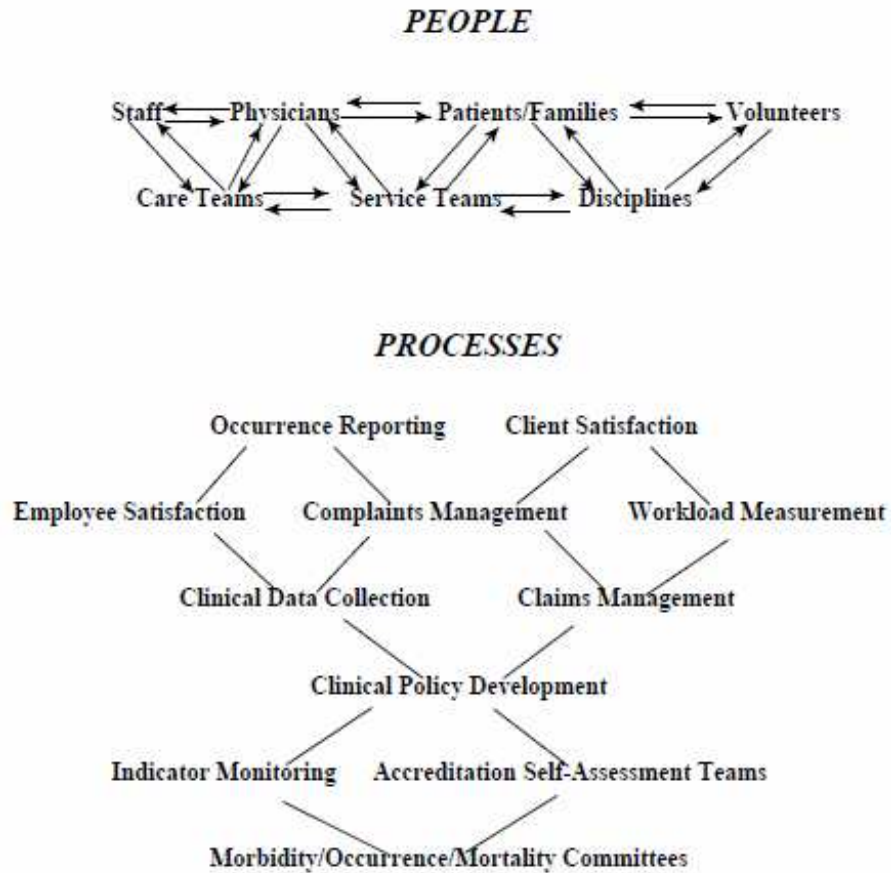 PEOPLE
Staff Physicians Patients/Families Volunteers
Care Teams Service Teams Disciplines
PROCESSES
Occurrence Reporting Client Satisfaction
Employee Satisfaction Complaints Management Workload Measurement
Clinical Data Collection Claims Management
Clinical Policy Development
Indicator Monitoring Accreditation Self-Assessment Teams
Morbidity/Occurrence/Mortality Committees